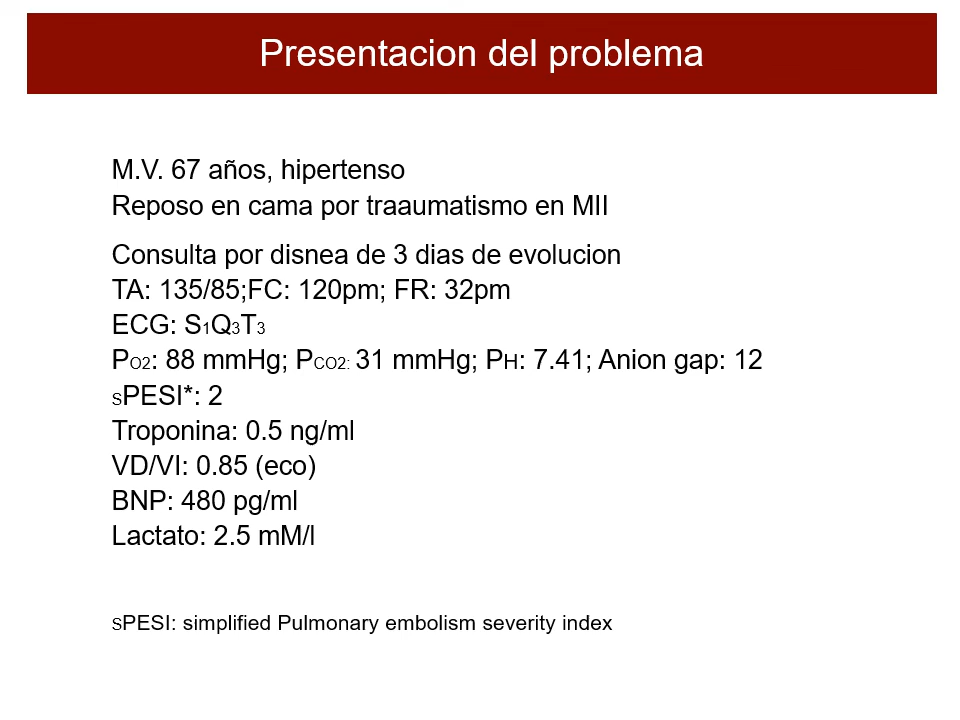 Presentacion del problema
M.V. 67 años, hipertenso
Reposo en cama por traaumatismo en MII
Consulta por disnea de 3 dias de evolucion
TA: 135/85;FC: 120pm; FR: 32pm
ECG: S1Q3T3
PO2: 88 mmHg; PCO2: 31 mmHg; PH: 7.41; Anion gap: 12
sPESI*: 2
Troponina: 0.5 ng/ml
VD/VI: 0.85 (eco)
BNP: 480 pg/ml
Lactato: 2.5 mM/l
sPESI: simplified Pulmonary embolism severity index